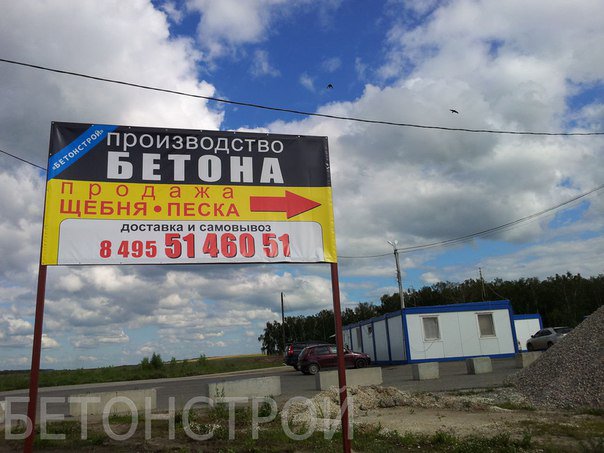 «БЕТОНСТРОЙ»
производство
БЕТОНА
продажа
ЩЕБНЯ • ПЕСКА
доставка и самовывоз
8 495 51 460 51
БЕТОНСТРОЙ